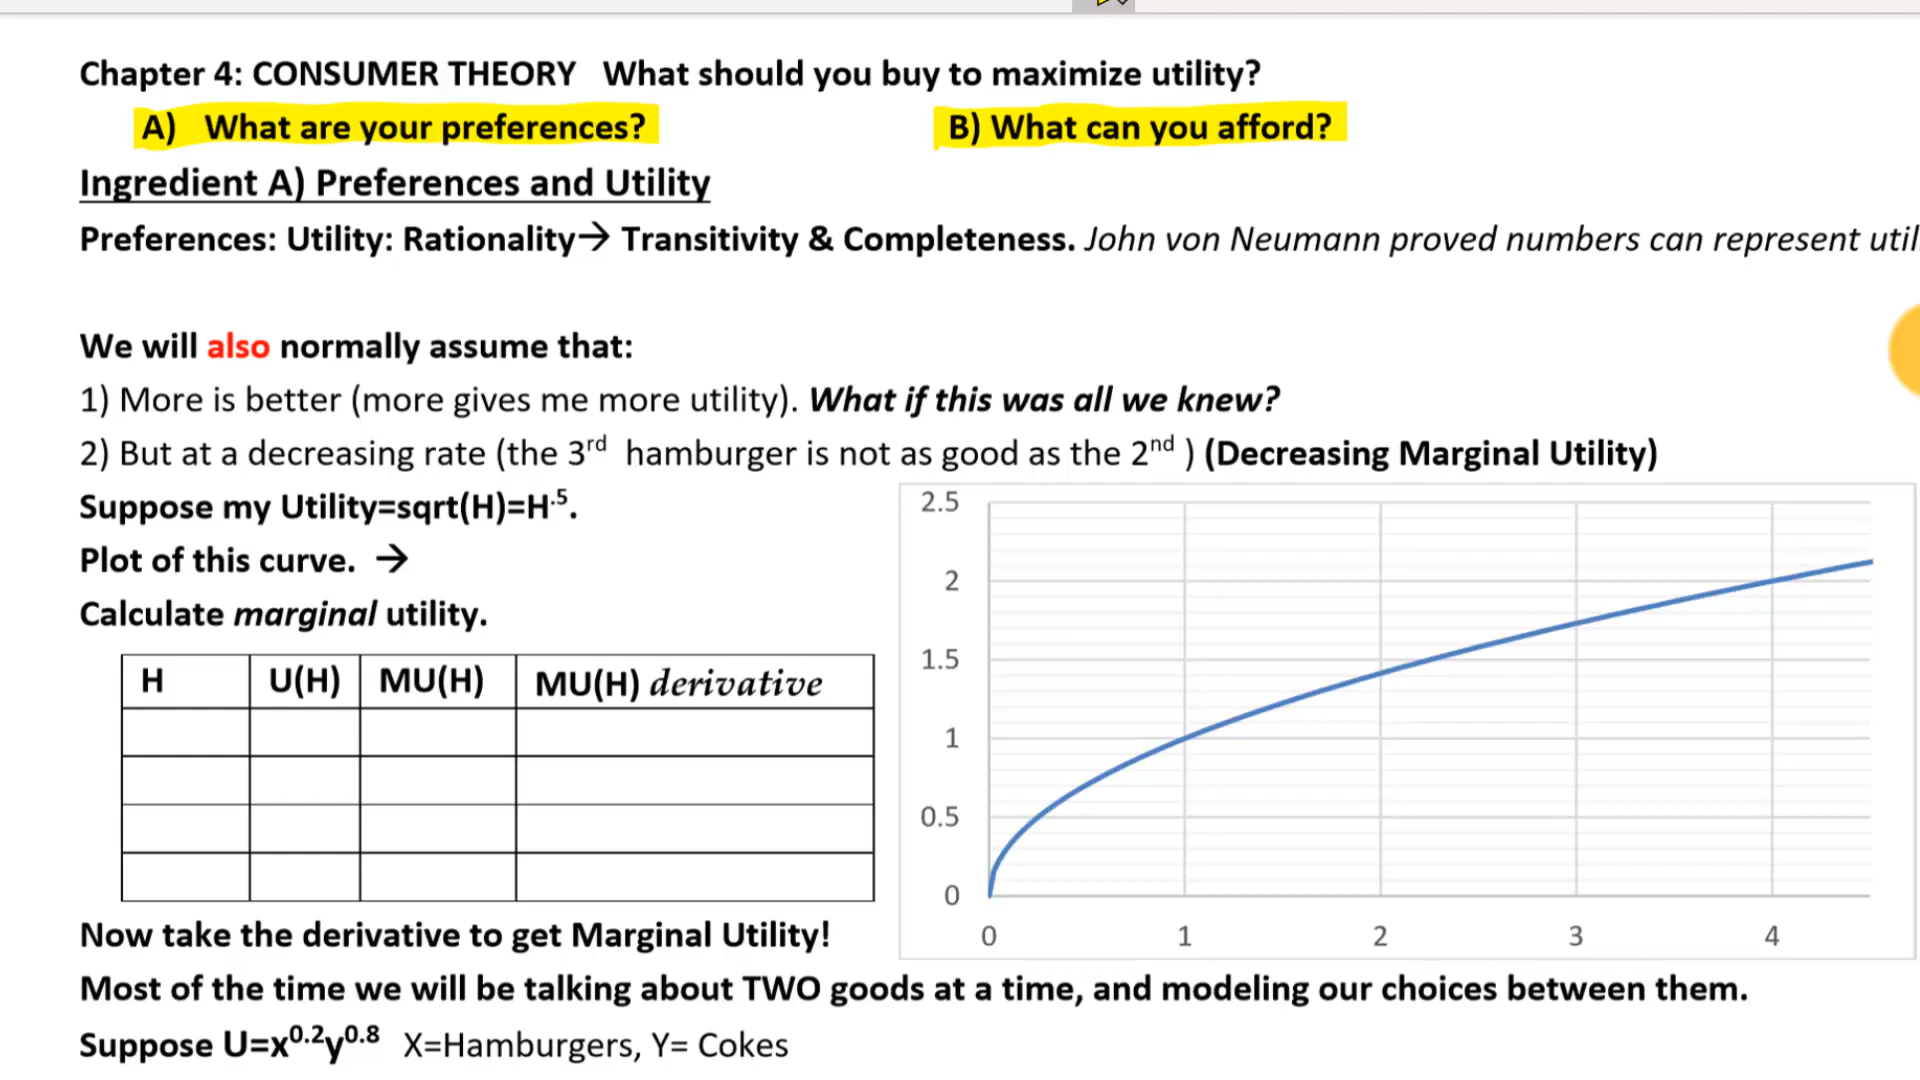 Chapter 4: CONSUMER THEORY What should you buy to maximize utility?
A) What are your preferences? B) What can you afford?
Ingredient A) Preferences and Utility
Preferences: Utility: Rationality→ Transitivity & Completeness. John von Neumann proved numbers can represent
We will also normally assume that:
1) More is better (more gives me more utility). What if this was all we knew?
2) But at a decreasing rate (the 3rd hamburger is not as good as the 2nd ) (Decreasing Marginal Utility)
Suppose my Utility=sqrt(H)=H^.5.
Plot of this curve. →
Calculate marginal utility.
H U(H) MU(H) MU(H) derivative
2.5
2
1.5
1
0.5
0
0 1 2 3 4
Now take the derivative to get Marginal Utility!
Most of the time we will be talking about TWO goods at a time, and modeling our choices between them.
Suppose U=x^0.2y^0.8 X=Hamburgers, Y= Cokes